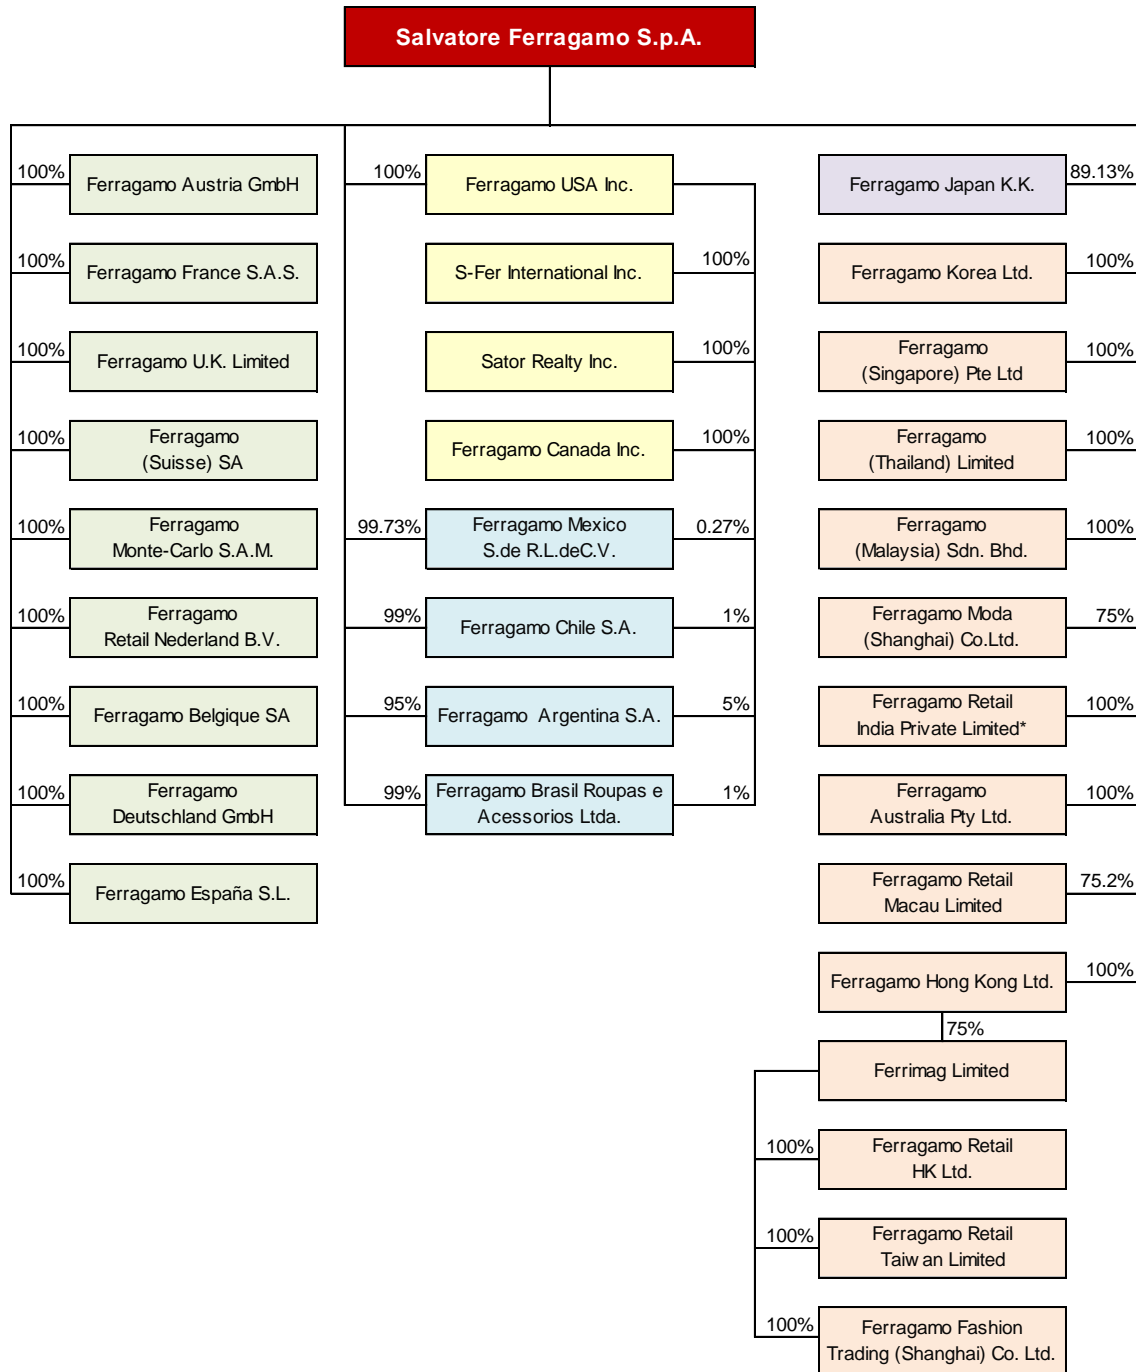 Salvatore Ferragamo S.p.A.
100%
Ferragamo Austria GmbH
100%
Ferragamo France S.A.S.
100%
Ferragamo U.K. Limited
100%
Ferragamo
(Suisse) SA
100%
Ferragamo
Monte-Carlo S.A.M.
100%
Ferragamo
Retail Nederland B.V.
100%
Ferragamo Belgique SA
100%
Ferragamo
Deutschland GmbH
100%
Ferragamo España S.L.
100%
Ferragamo USA Inc.
S-Fer International Inc.
100%
Sator Realty Inc.
100%
Ferragamo Canada Inc.
100%
99.73%
Ferragamo Mexico
S.de R.L.deC.V.
0.27%
99%
Ferragamo Chile S.A.
1%
95%
Ferragamo Argentina S.A.
5%
99%
Ferragamo Brasil Roupas e
Acessorios Ltda.
1%
Ferragamo Japan K.K.
89.13%
Ferragamo Korea Ltd.
100%
Ferragamo
(Singapore) Pte Ltd
100%
Ferragamo
(Thailand) Limited
100%
Ferragamo
(Malaysia) Sdn. Bhd.
100%
Ferragamo Moda
(Shanghai) Co.Ltd.
75%
Ferragamo Retail
India Private Limited*
100%
Ferragamo
Australia Pty Ltd.
100%
Ferragamo Retail
Macau Limited
75.2%
Ferragamo Hong Kong Ltd.
100%
75%
Ferrimag Limited
100%
Ferragamo Retail
HK Ltd.
100%
Ferragamo Retail
Taiwan Limited
100%
Ferragamo Fashion
Trading (Shanghai) Co. Ltd.